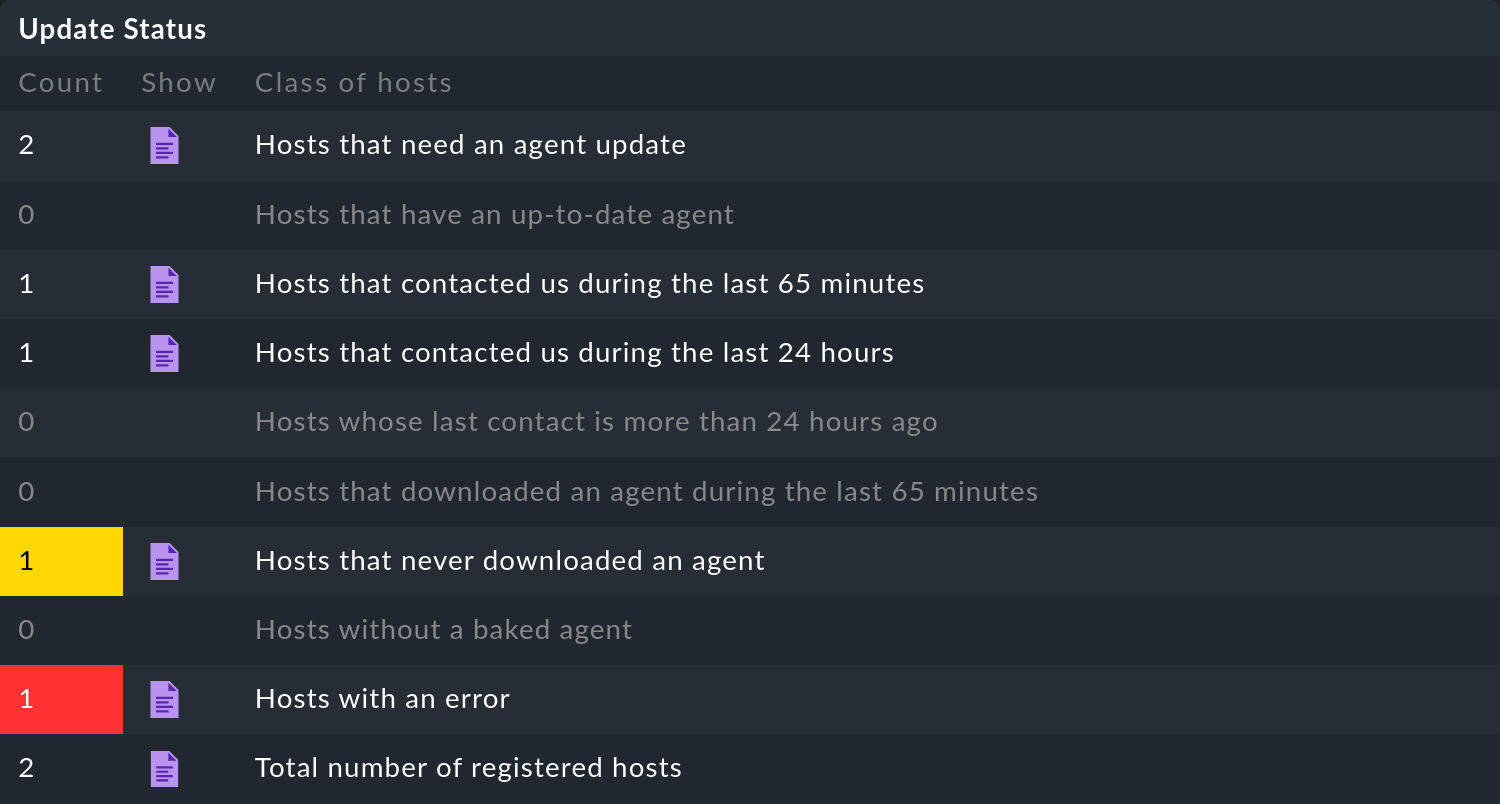 Update Status
Count Show Class of hosts
2 Hosts that need an agent update
0 Hosts that have an up-to-date agent
1 Hosts that contacted us during the last 65 minutes
1 Hosts that contacted us during the last 24 hours
0 Hosts whose last contact is more than 24 hours ago
0 Hosts that downloaded an agent during the last 65 minutes
1 Hosts that never downloaded an agent
0 Hosts without a baked agent
1 Hosts with an error
2 Total number of registered hosts